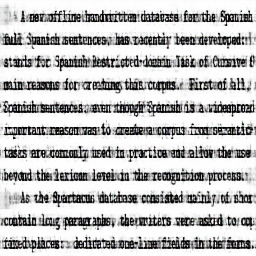 A new offline handwritten database for the Spanish
full Spanish sentences, has recently been developed:
stands for Spanish Restricted-domain Task of Cursive
main reasons for creating this corpus. First of all,
Spanish sentences, even though Spanish is a widespread
important reason was to create a corpus from semantic
tasks are commonly used in practice and allow the use
beyond the lexicon level in the recognition process.
As the Spartacus database consisted mainly of short
contain long paragraphs, the writers were asked to copy
fixed places: dedicated one-line fields in the forms.